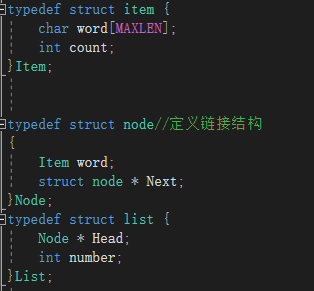 typedef struct item {
char word[MAXLEN];
int count;
}Item;
typedef struct node//定义链接结构
{
Item word;
struct node * Next;
}Node;
typedef struct list {
Node * Head;
int number;
}List;